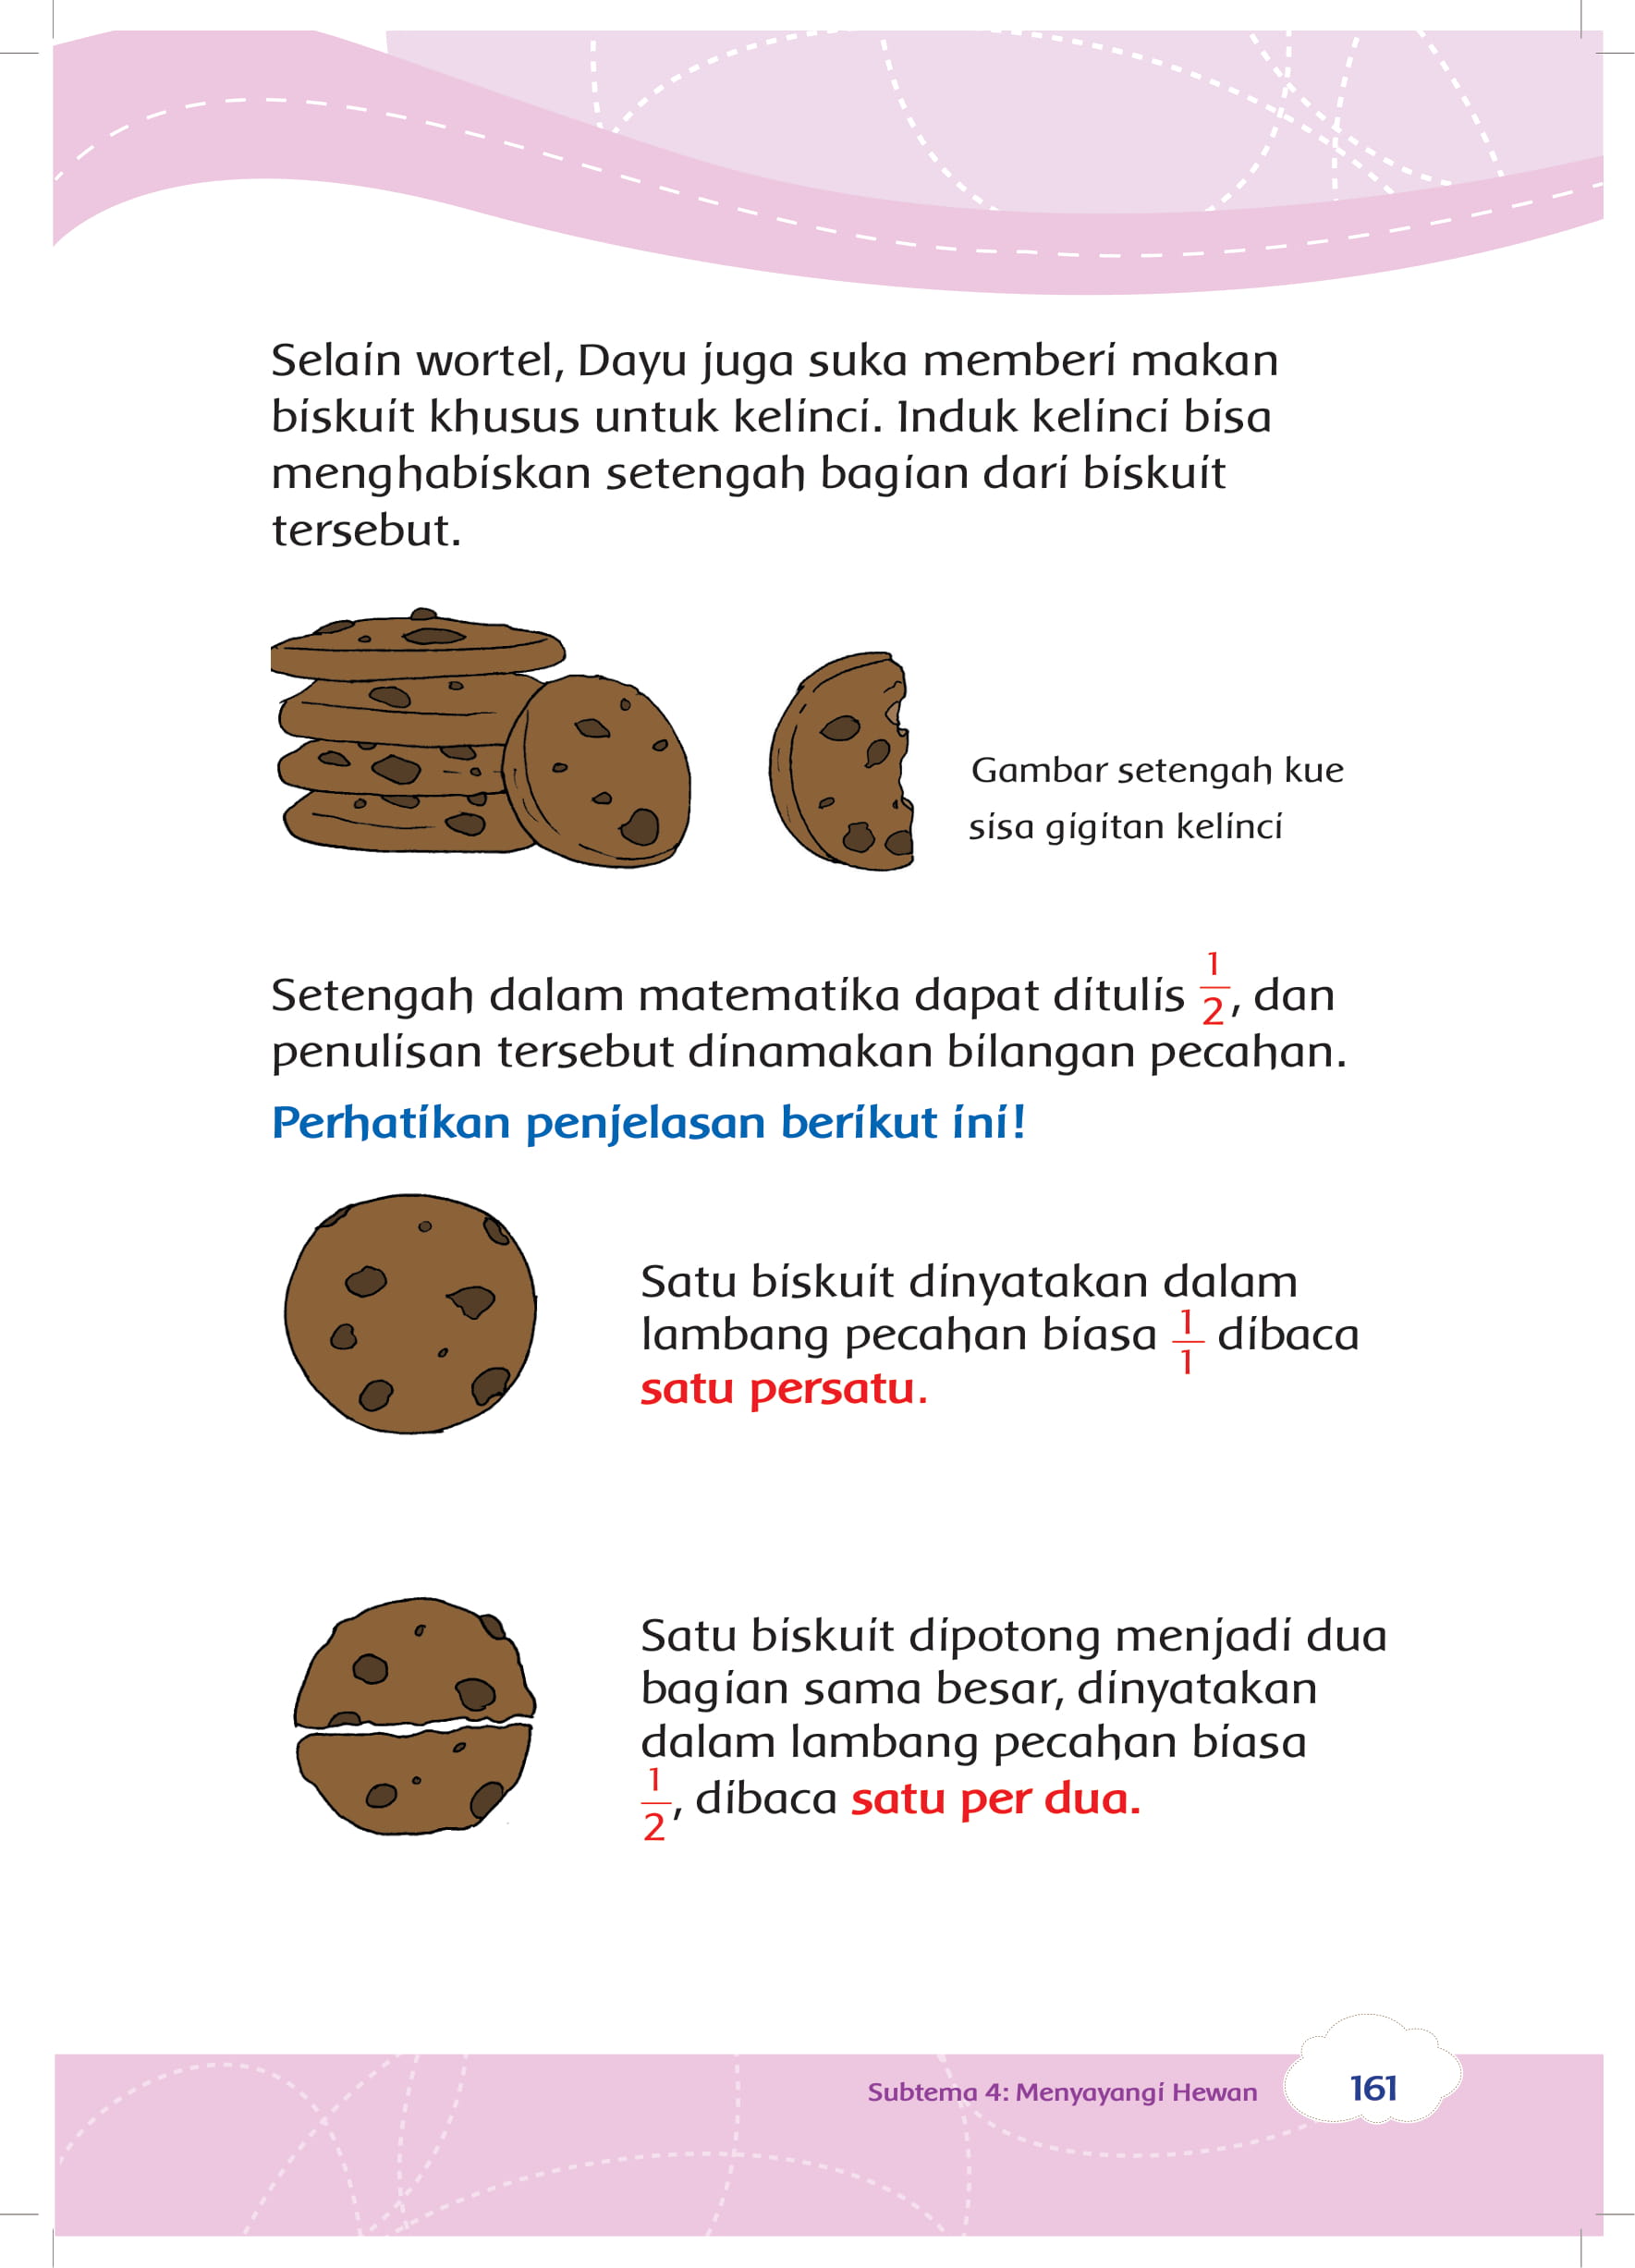 Selain wortel, Dayu juga suka memberi makan
biskuit khusus untuk kelinci. Induk kelinci bisa
menghabiskan setengah bagian dari biskuit
tersebut.
Gambar setengah kue
sisa gigitan kelinci
Setengah dalam matematika dapat ditulis 1/2, dan
penulisan tersebut dinamakan bilangan pecahan.
Perhatikan penjelasan berikut ini!
Satu biskuit dinyatakan dalam
lambang pecahan biasa 1/1 dibaca
satu persatu.
Satu biskuit dipotong menjadi dua
bagian sama besar, dinyatakan
dalam lambang pecahan biasa
1/2, dibaca satu per dua.
Subtema 4: Menyayangi Hewan
161